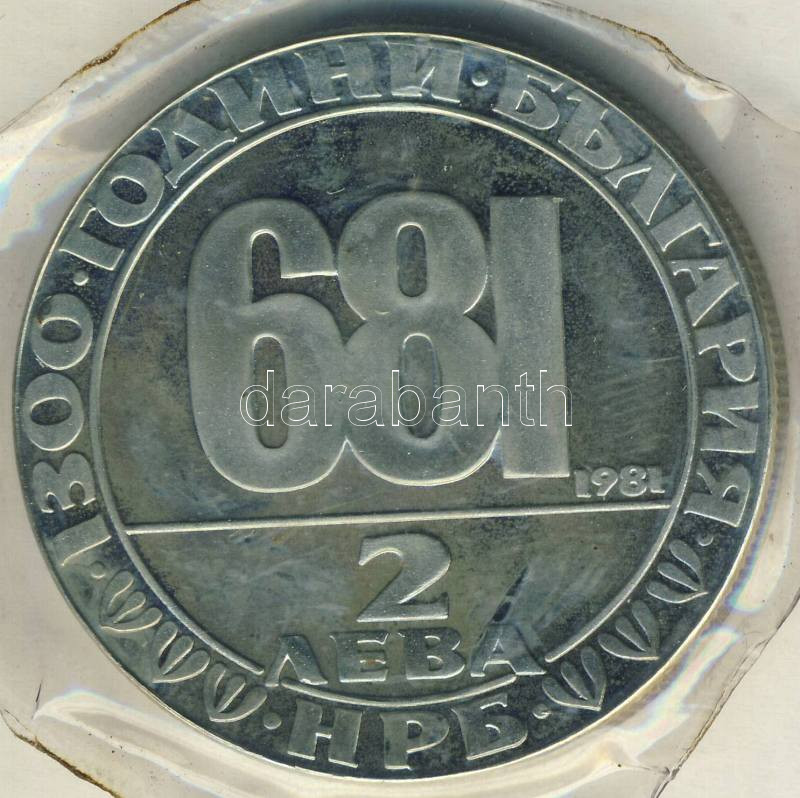 1300·ГОДИНИ·БЪЛГАРИЯ·
681
1981
2
ЛЕВА
·НРБ·
darabanth